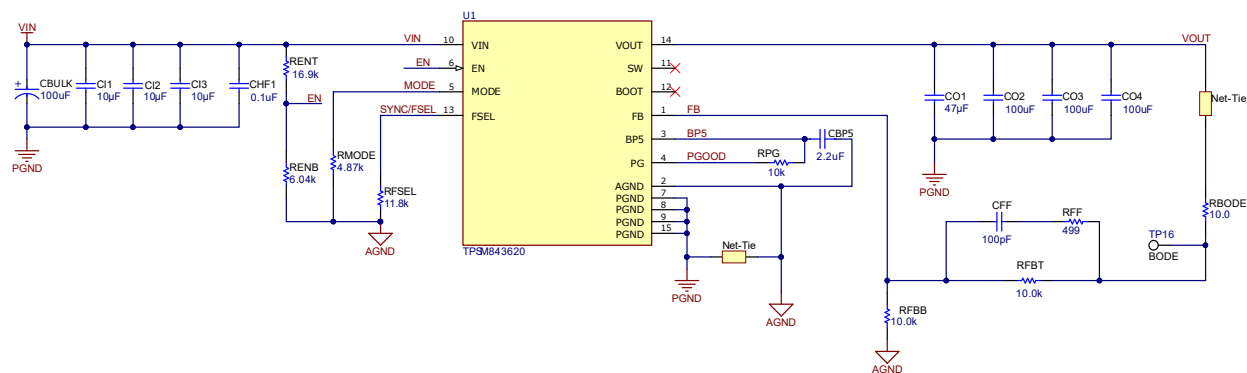 U1
VIN
VIN
10
VIN
VOUT
14
VOUT
EN
6
EN
SW
11
MODE
5
MODE
BOOT
12
SYNC/FSEL
13
FSEL
FB
1
FB
BP5
3
BP5
PG
4
PGOOD
AGND
2
PGND
7
PGND
8
PGND
9
PGND
15
TPSM843620
CBULK
100uF
CI1
10µF
CI2
10µF
CI3
10µF
CHF1
0.1uF
PGND
RENT
16.9k
EN
RENB
6.04k
RMODE
4.87k
RFSEL
11.8k
AGND
CBP5
2.2uF
RPG
10k
Net-Tie
PGND
AGND
CO1
47µF
CO2
100uF
CO3
100uF
CO4
100uF
PGND
Net-Tie
RBODE
10.0
TP16
BODE
CFF
100pF
RFF
499
RFBT
10.0k
RFBB
10.0k
AGND